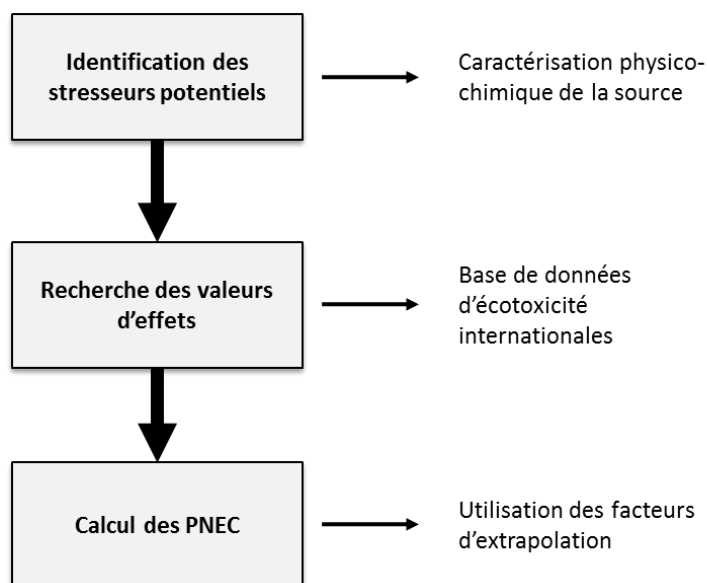 Identification des
stresseurs potentiels
Caractérisation physico-
chimique de la source
Recherche des valeurs
d'effets
Base de données
d'écotoxicité
internationales
Calcul des PNEC
Utilisation des facteurs
d'extrapolation